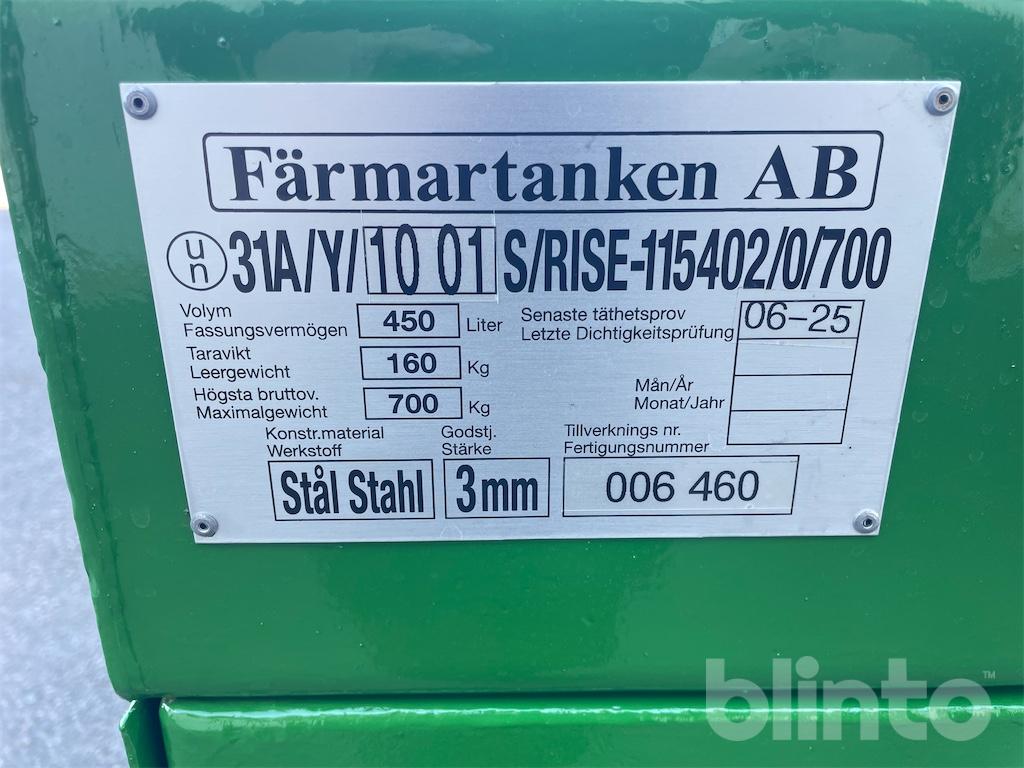 Färmartanken AB
un 31A/Y/10 01 S/RISE-115402/0/700
Volym
Fassungsvermögen 450 Liter
Senaste täthetsprov
Letzte Dichtigkeitsprüfung 06-25
Taravikt
Leergewicht 160 Kg
Högsta bruttov.
Maximalgewicht 700 Kg
Mån/År
Monat/Jahr
Konstr.material
Werkstoff
Stål Stahl
Godstj.
Stärke
3mm
Tillverknings nr.
Fertigungsnummer
006 460
blinto™